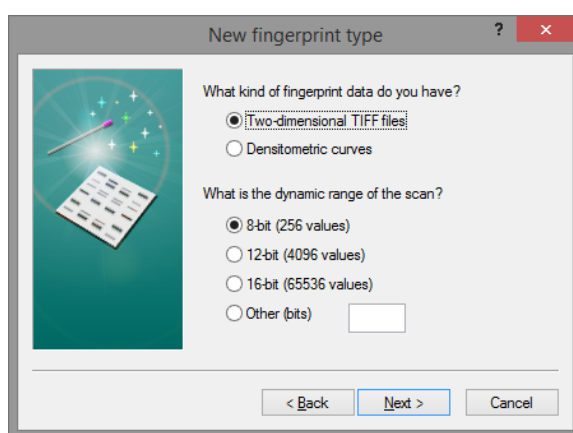 New fingerprint type
?
×
What kind of fingerprint data do you have?
Two-dimensional TIFF files
Densitometric curves
What is the dynamic range of the scan?
8-bit (256 values)
12-bit (4096 values)
16-bit (65536 values)
Other (bits)
< Back Next > Cancel